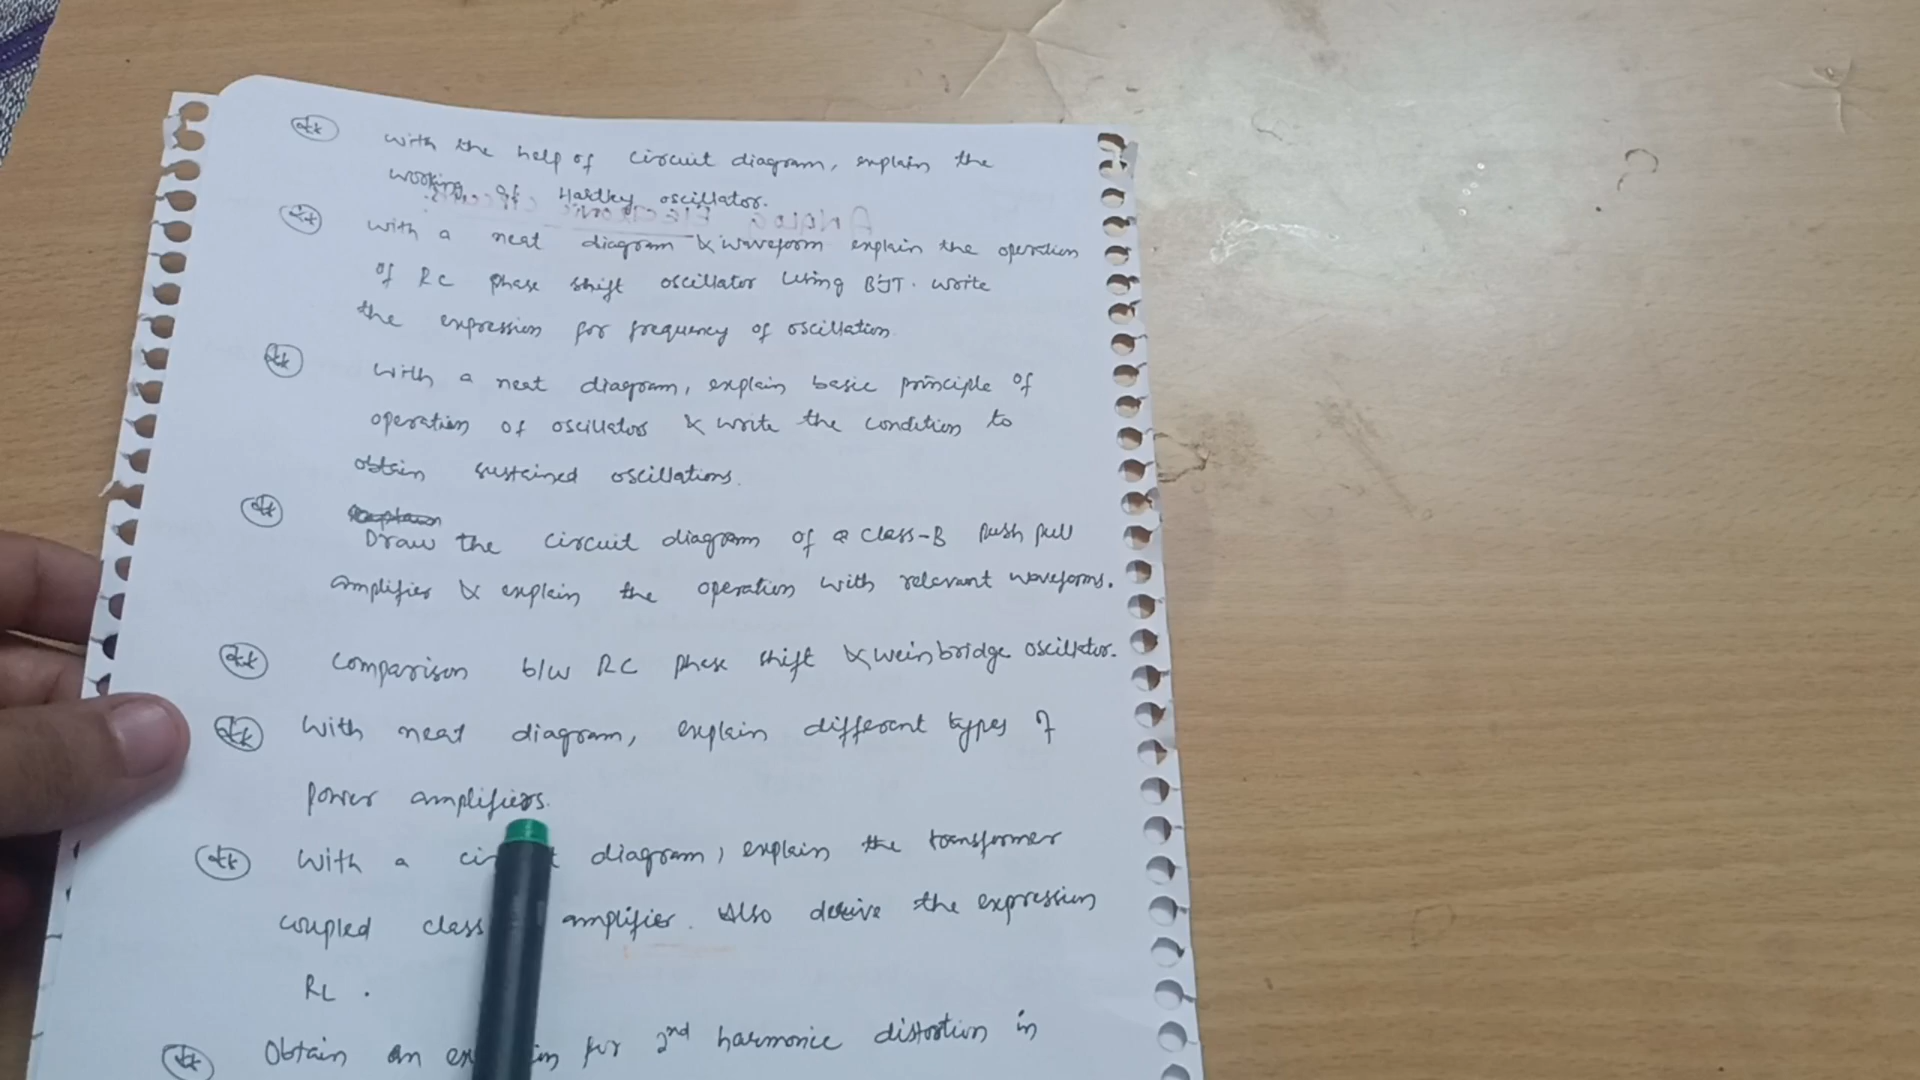 With the help of circuit diagram, explain the
working of Hartley oscillator.
With a neat diagram & waveform explain the operation
of RC phase shift oscillator using BJT. Write
the expression for frequency of oscillation.
With a neat diagram, explain basic principle of
operation of oscillators & write the condition to
obtain sustained oscillations.
Draw the circuit diagram of a class-B push pull
amplifier & explain the operation with relevant waveforms.
Comparison b/w RC phase shift & wein bridge oscillator.
With neat diagram, explain different types of
power amplifiers.
With a diagram, explain the transformer
coupled class amplifier. Also derive the expression
RL.
Obtain an for 2nd harmonic distortion in